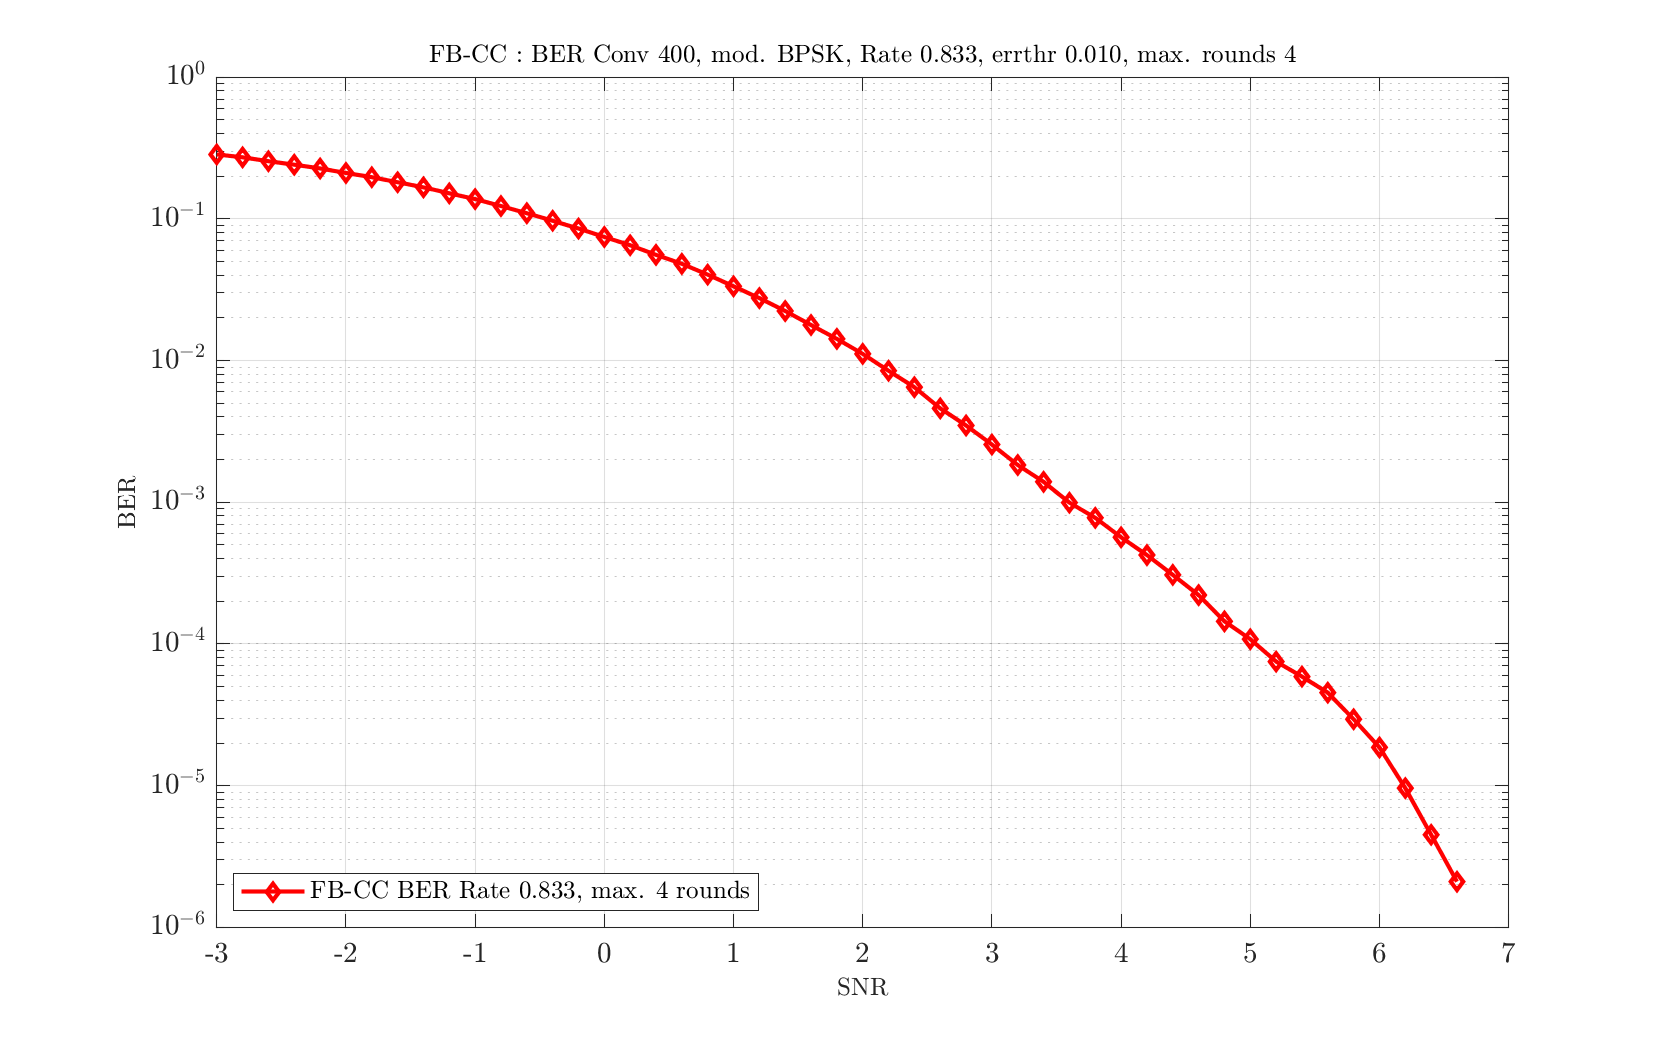 FB-CC : BER Conv 400, mod. BPSK, Rate 0.833, errthr 0.010, max. rounds 4
10^0
10^-1
10^-2
10^-3
10^-4
10^-5
10^-6
BER
FB-CC BER Rate 0.833, max. 4 rounds
-3 -2 -1 0 1 2 3 4 5 6 7
SNR